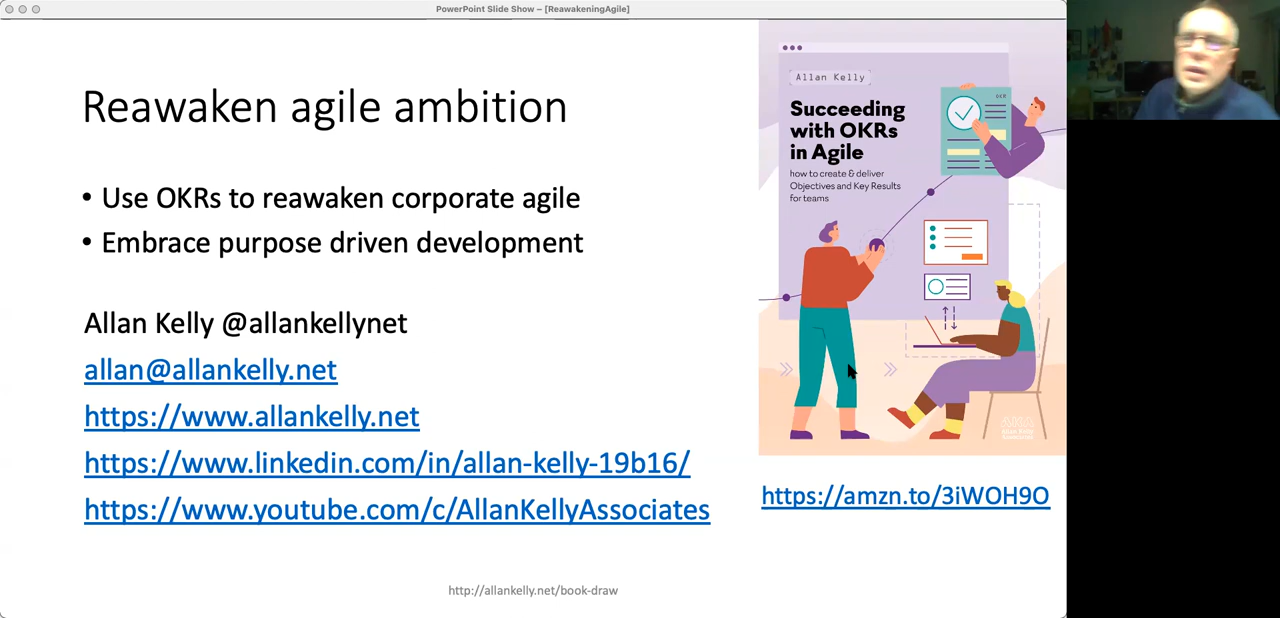 PowerPoint Slide Show – [ReawakeningAgile]
Reawaken agile ambition
• Use OKRs to reawaken corporate agile
• Embrace purpose driven development
Allan Kelly @allankellynet
allan@allankelly.net
https://www.allankelly.net
https://www.linkedin.com/in/allan-kelly-19b16/
https://www.youtube.com/c/AllanKellyAssociates
http://allankelly.net/book-draw
Allan Kelly
Succeeding
with OKRs
in Agile
how to create & deliver
Objectives and Key Results
for teams
OKR
https://amzn.to/3iWOH9O